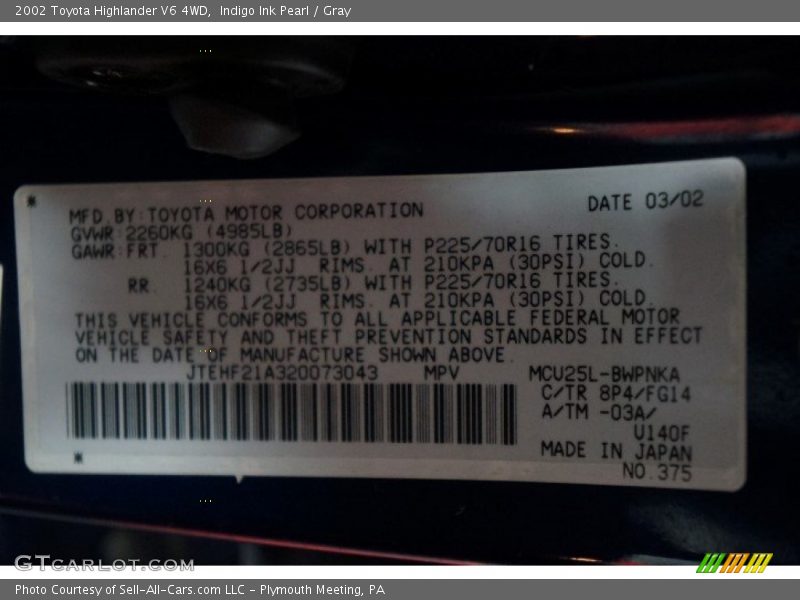 2002 Toyota Highlander V6 4WD, Indigo Ink Pearl / Gray
MFD. BY: TOYOTA MOTOR CORPORATION DATE 03/02
GVWR: 2260KG (4985LB)
GAWR: FRT. 1300KG (2865LB) WITH P225/70R16 TIRES.
16X6 1/2JJ RIMS. AT 210KPA (30PSI) COLD.
RR. 1240KG (2735LB) WITH P225/70R16 TIRES.
16X6 1/2JJ RIMS. AT 210KPA (30PSI) COLD.
THIS VEHICLE CONFORMS TO ALL APPLICABLE FEDERAL MOTOR
VEHICLE SAFETY AND THEFT PREVENTION STANDARDS IN EFFECT
ON THE DATE OF MANUFACTURE SHOWN ABOVE.
JTEHF21A320073043 MPV MCU25L-BWPNKA
C/TR 8P4/FG14
A/TM -03A/
U140F
MADE IN JAPAN
NO.375
GTCARLOT.COM
Photo Courtesy of Sell-All-Cars.com LLC - Plymouth Meeting, PA